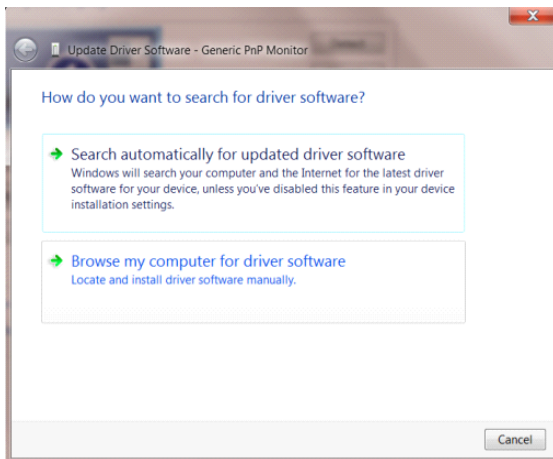 Update Driver Software - Generic PnP Monitor
How do you want to search for driver software?
Search automatically for updated driver software
Windows will search your computer and the Internet for the latest driver
software for your device, unless you've disabled this feature in your device
installation settings.
Browse my computer for driver software
Locate and install driver software manually.
Cancel